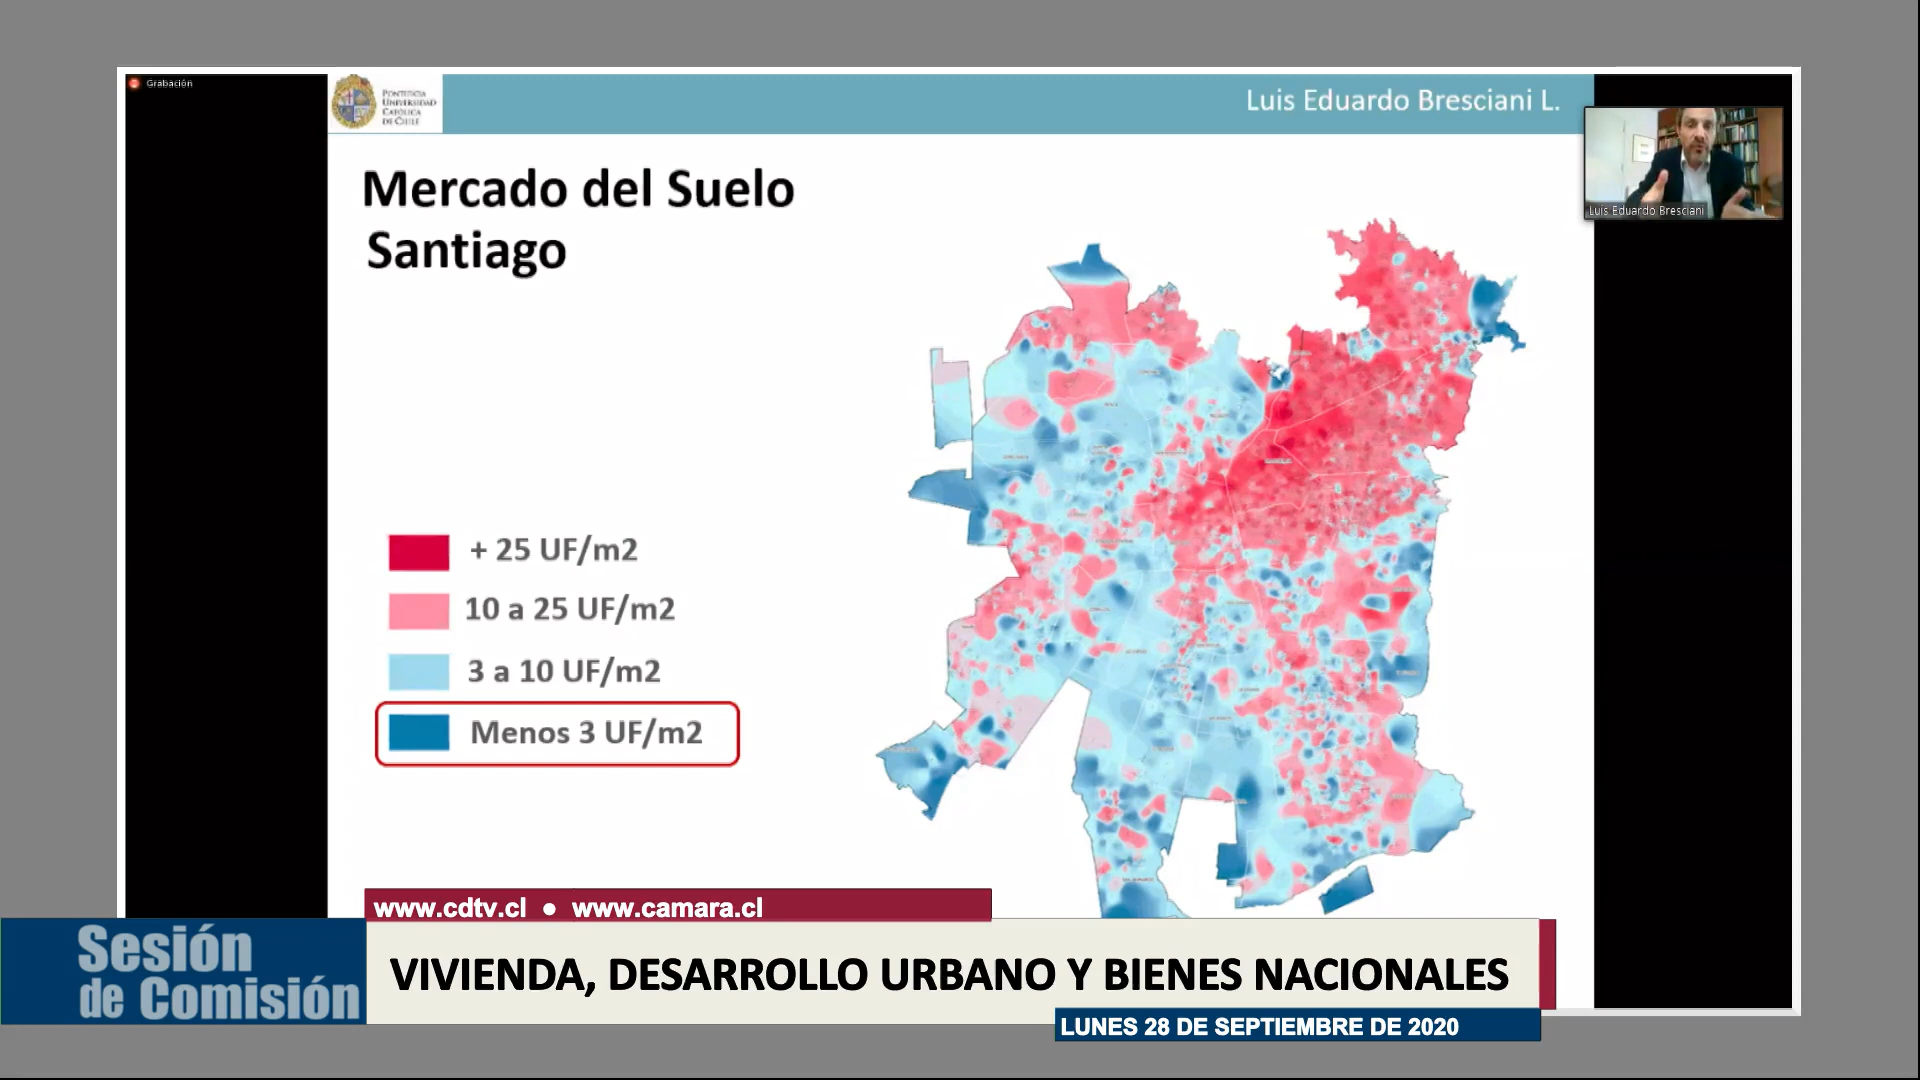 Grabación
PONTIFICIA
UNIVERSIDAD
CATÓLICA
DE CHILE
Luis Eduardo Bresciani L.
Luis Eduardo Bresciani
Mercado del Suelo
Santiago
+ 25 UF/m2
10 a 25 UF/m2
3 a 10 UF/m2
Menos 3 UF/m2
www.cdtv.cl ● www.camara.cl
Sesión
de Comisión
VIVIENDA, DESARROLLO URBANO Y BIENES NACIONALES
LUNES 28 DE SEPTIEMBRE DE 2020